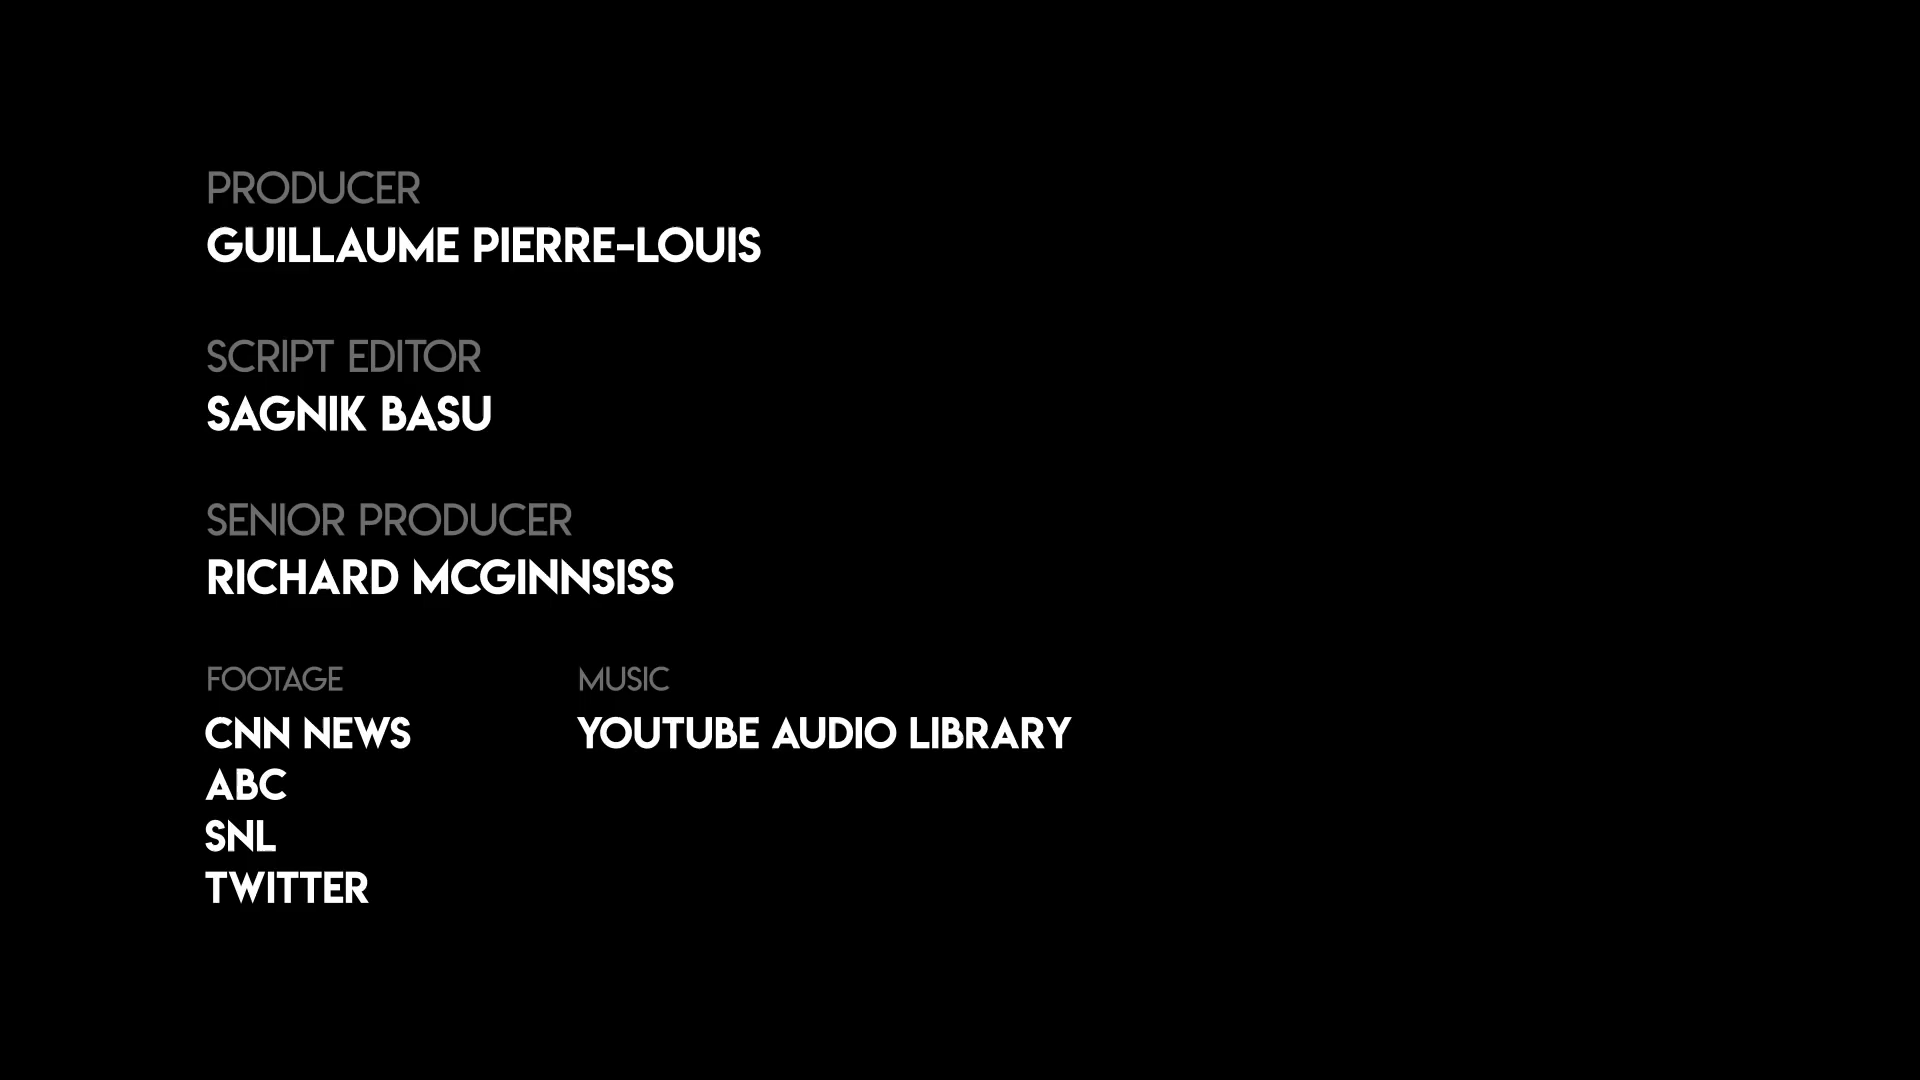 PRODUCER
GUILLAUME PIERRE-LOUIS
SCRIPT EDITOR
SAGNIK BASU
SENIOR PRODUCER
RICHARD MCGINNSISS
FOOTAGE
CNN NEWS
ABC
SNL
TWITTER
MUSIC
YOUTUBE AUDIO LIBRARY